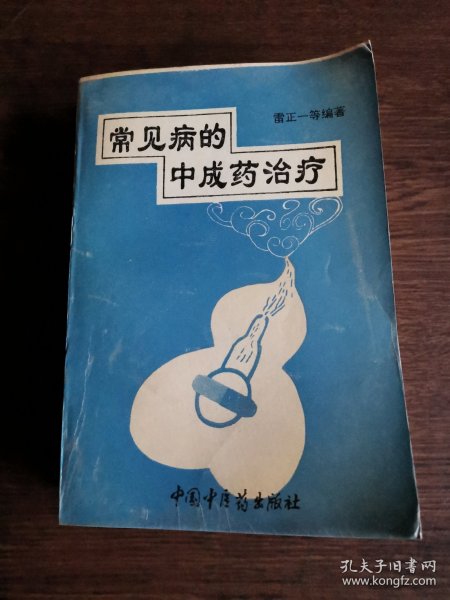 雷正一等编著
常见病的
中成药治疗
中国中医药出版社
孔夫子旧书网
www.kongfz.com